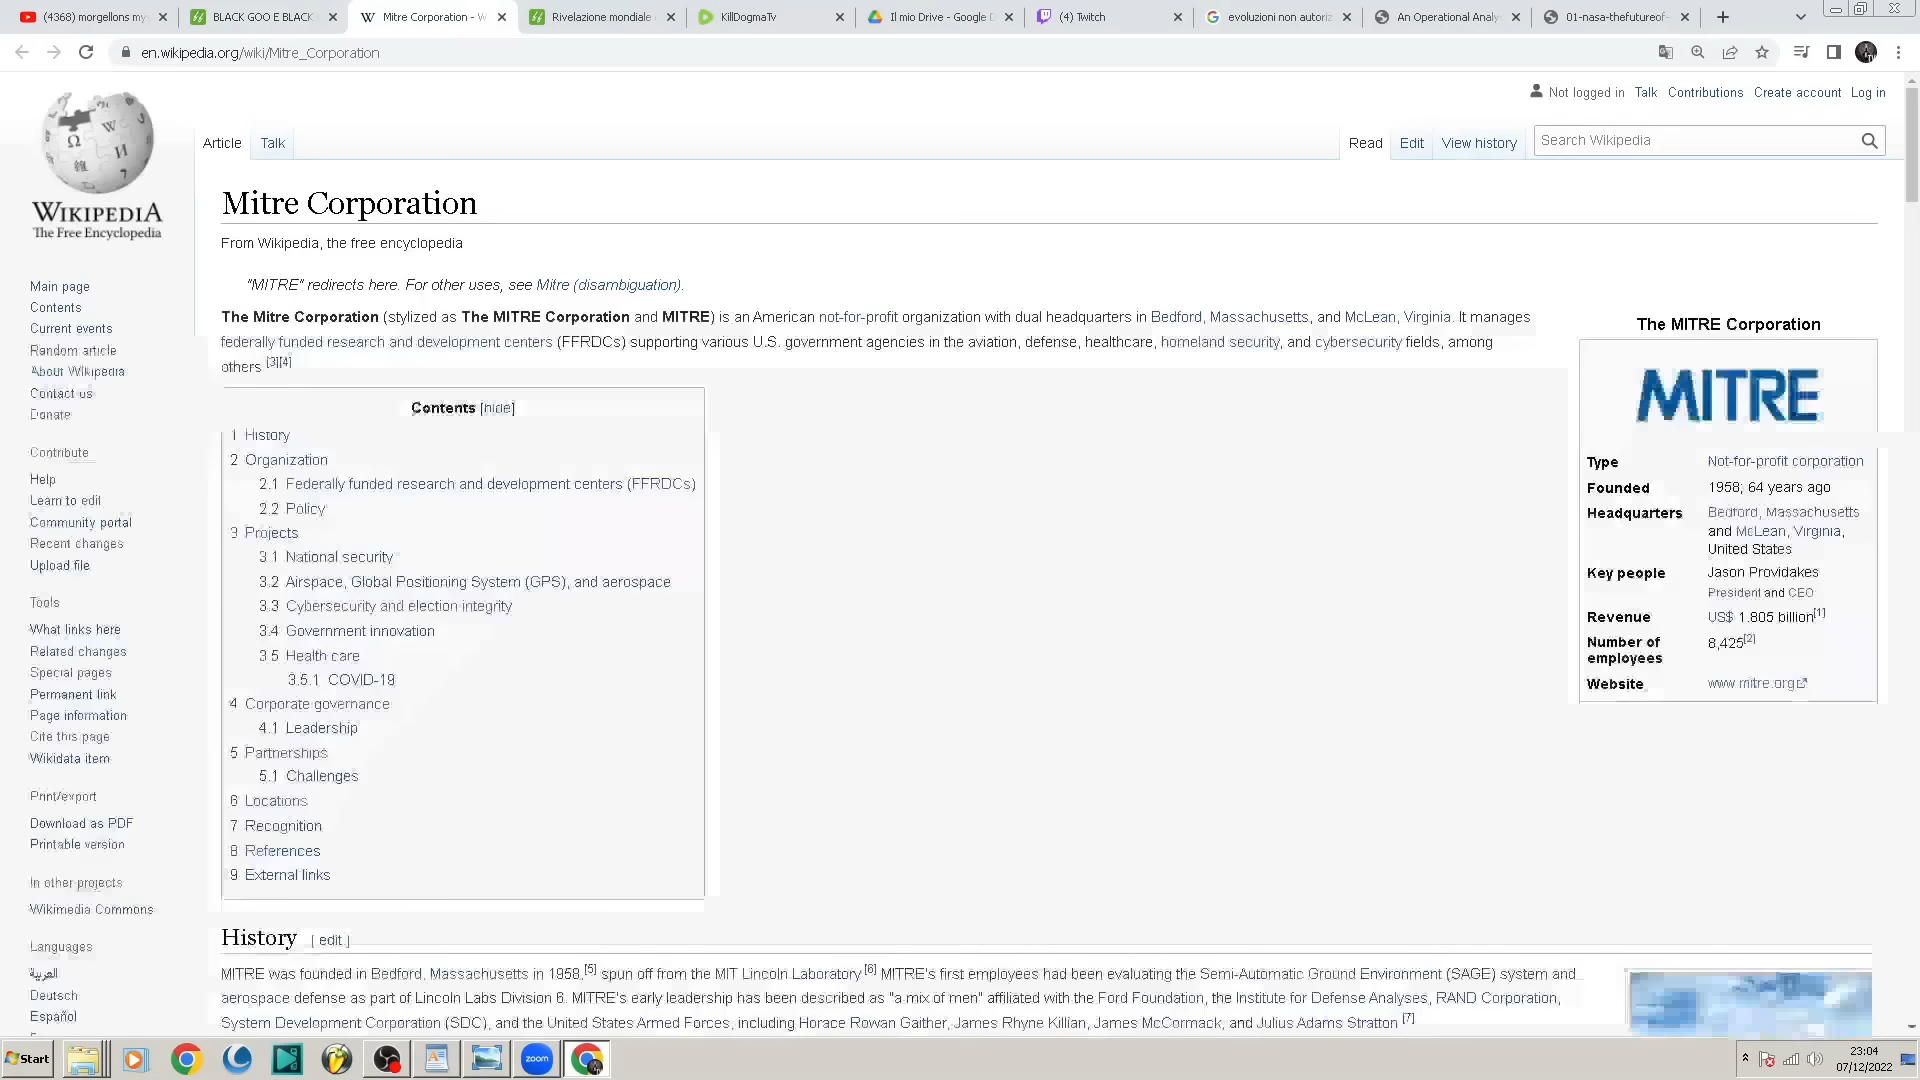 (4368) morgellons my
BLACK GOO E BLACK
Mitre Corporation - W
Rivelazione mondiale
KillDogmaTv
Il mio Drive - Google D
(4) Twitch
evoluzioni non autoriz
An Operational Analy
01-nasa-thefutureof-
en.wikipedia.org/wiki/Mitre_Corporation
Not logged in Talk Contributions Create account Log in
Article Talk
Read Edit View history
Search Wikipedia
WIKIPEDIA
The Free Encyclopedia
Mitre Corporation
From Wikipedia, the free encyclopedia
"MITRE" redirects here. For other uses, see Mitre (disambiguation).
The Mitre Corporation (stylized as The MITRE Corporation and MITRE) is an American not-for-profit organization with dual headquarters in Bedford, Massachusetts, and McLean, Virginia. It manages
federally funded research and development centers (FFRDCs) supporting various U.S. government agencies in the aviation, defense, healthcare, homeland security, and cybersecurity fields, among
others.[3][4]
Main page
Contents
Current events
Random article
About Wikipedia
Contact us
Donate
Contribute
Help
Learn to edit
Community portal
Recent changes
Upload file
Tools
What links here
Related changes
Special pages
Permanent link
Page information
Cite this page
Wikidata item
Print/export
Download as PDF
Printable version
In other projects
Wikimedia Commons
Languages
العربية
Deutsch
Español
Contents [hide]
1 History
2 Organization
2.1 Federally funded research and development centers (FFRDCs)
2.2 Policy
3 Projects
3.1 National security
3.2 Airspace, Global Positioning System (GPS), and aerospace
3.3 Cybersecurity and election integrity
3.4 Government innovation
3.5 Health care
3.5.1 COVID-19
4 Corporate governance
4.1 Leadership
5 Partnerships
5.1 Challenges
6 Locations
7 Recognition
8 References
9 External links
The MITRE Corporation
MITRE
Type Not-for-profit corporation
Founded 1958; 64 years ago
Headquarters Bedford, Massachusetts
and McLean, Virginia,
United States
Key people Jason Providakes
President and CEO
Revenue US$ 1.805 billion[1]
Number of employees 8,425[2]
Website www.mitre.org
History [ edit ]
MITRE was founded in Bedford, Massachusetts in 1958,[5] spun off from the MIT Lincoln Laboratory.[6] MITRE's first employees had been evaluating the Semi-Automatic Ground Environment (SAGE) system and
aerospace defense as part of Lincoln Labs Division 6. MITRE's early leadership has been described as "a mix of men" affiliated with the Ford Foundation, the Institute for Defense Analyses, RAND Corporation,
System Development Corporation (SDC), and the United States Armed Forces, including Horace Rowan Gaither, James Rhyne Killian, James McCormack, and Julius Adams Stratton.[7]
Start
zoom
23:04
07/12/2022